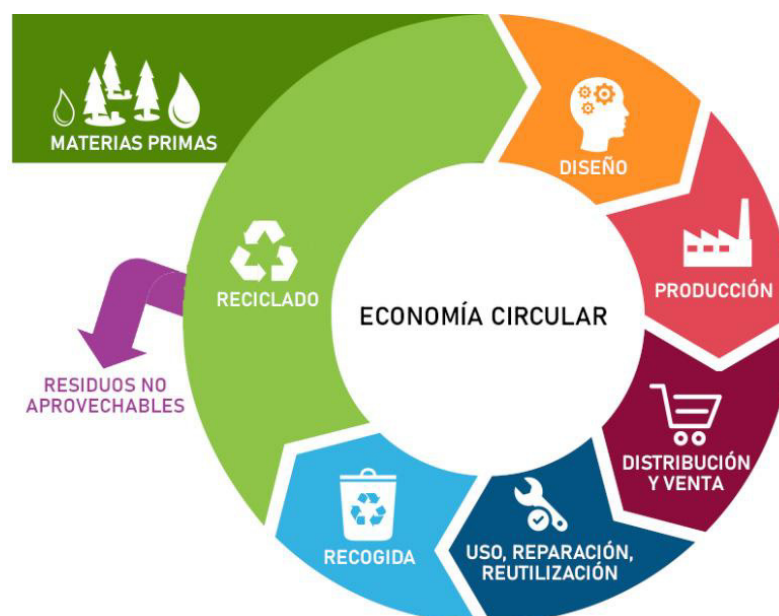 MATERIAS PRIMAS
DISEÑO
PRODUCCIÓN
DISTRIBUCIÓN
Y VENTA
USO, REPARACIÓN,
REUTILIZACIÓN
RECOGIDA
RECICLADO
RESIDUOS NO
APROVECHABLES
ECONOMÍA CIRCULAR